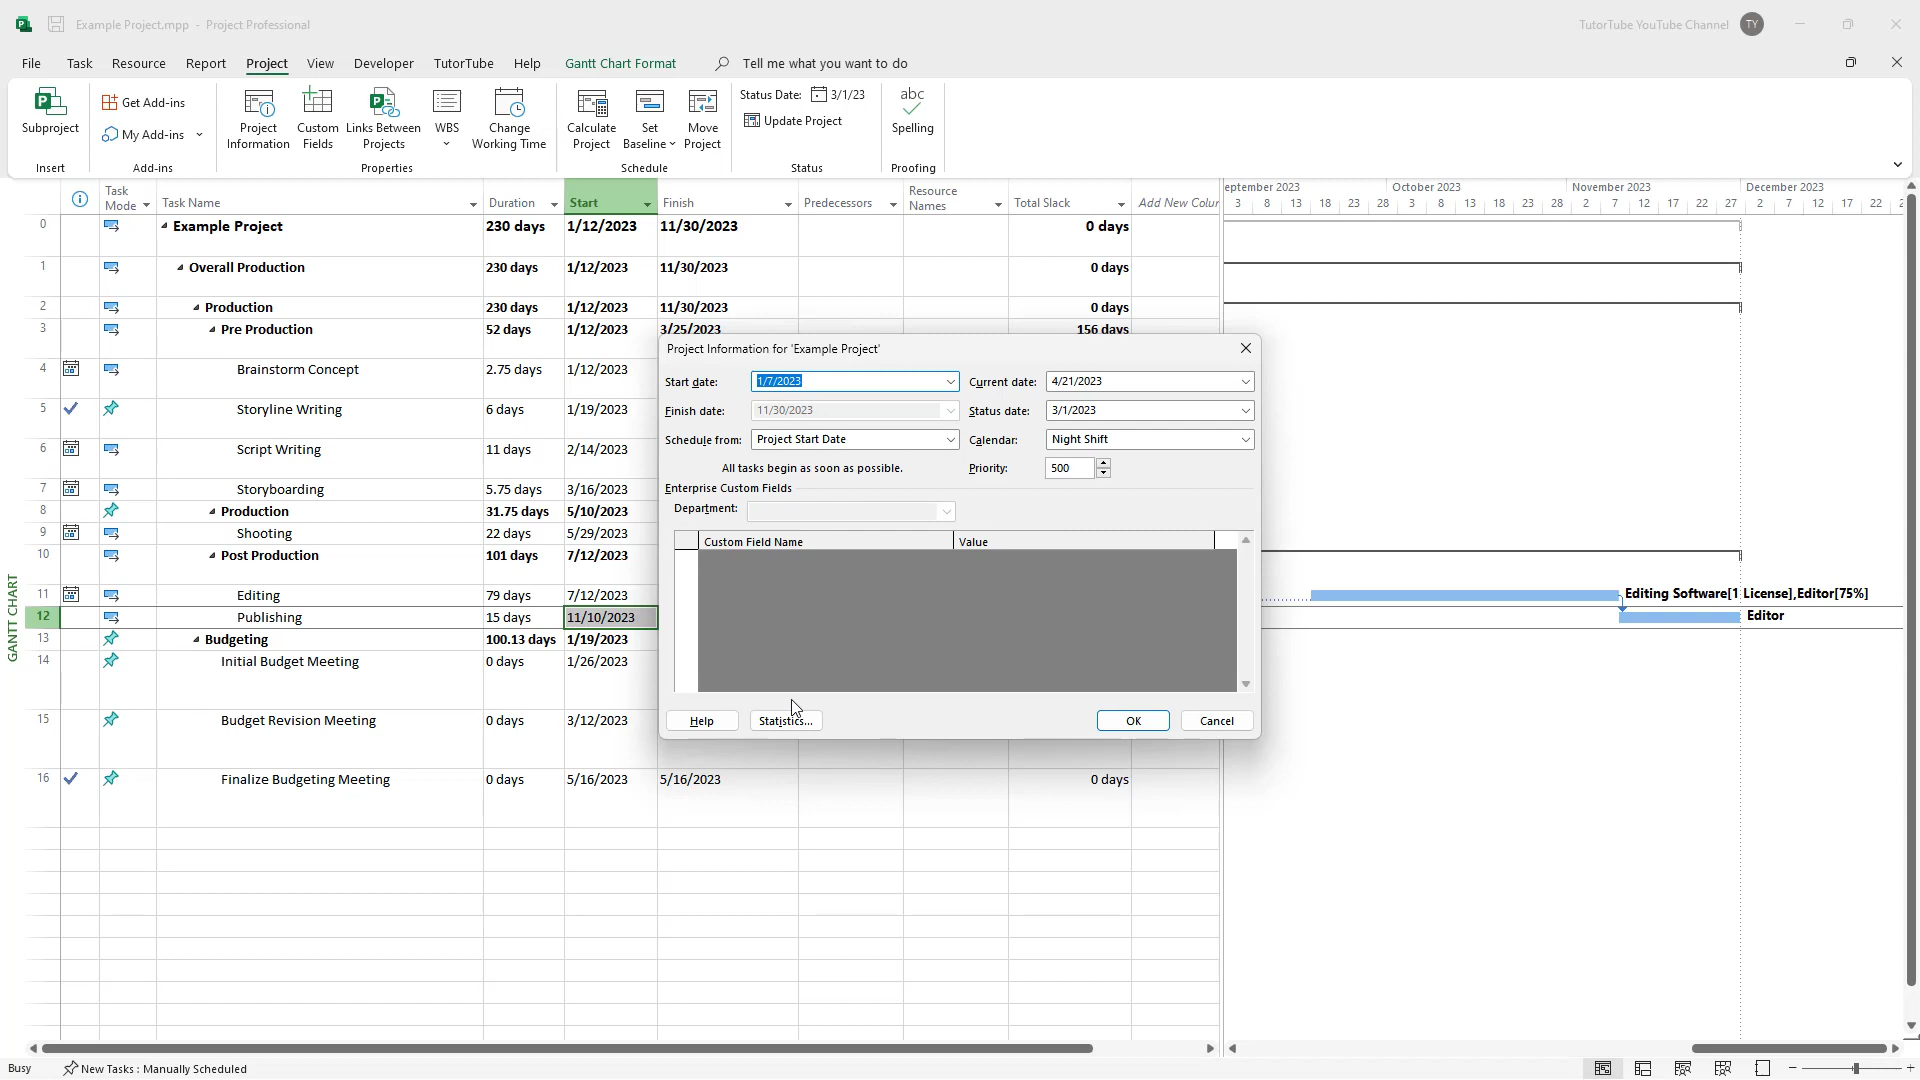 Example Project.mpp - Project Professional
TutorTube YouTube Channel TY
File Task Resource Report Project View Developer TutorTube Help Gantt Chart Format Tell me what you want to do
Subproject
Insert
Get Add-ins
My Add-ins
Add-ins
Project Information
Custom Fields
Links Between Projects
WBS
Change Working Time
Properties
Calculate Project
Set Baseline
Move Project
Schedule
Status Date: 3/1/23
Update Project
Status
abc
Spelling
Proofing
Task Mode Task Name Duration Start Finish Predecessors Resource Names Total Slack Add New Colur
eptember 2023 October 2023 November 2023 December 2023
3 8 13 18 23 28 3 8 13 18 23 28 2 7 12 17 22 27 2 7 12 17 22
0 Example Project 230 days 1/12/2023 11/30/2023 0 days
1 Overall Production 230 days 1/12/2023 11/30/2023 0 days
2 Production 230 days 1/12/2023 11/30/2023 0 days
3 Pre Production 52 days 1/12/2023 3/25/2023 156 days
4 Brainstorm Concept 2.75 days 1/12/2023
5 Storyline Writing 6 days 1/19/2023
6 Script Writing 11 days 2/14/2023
7 Storyboarding 5.75 days 3/16/2023
8 Production 31.75 days 5/10/2023
9 Shooting 22 days 5/29/2023
10 Post Production 101 days 7/12/2023
11 Editing 79 days 7/12/2023 Editing Software[1 License],Editor[75%]
12 Publishing 15 days 11/10/2023 Editor
13 Budgeting 100.13 days 1/19/2023
14 Initial Budget Meeting 0 days 1/26/2023
15 Budget Revision Meeting 0 days 3/12/2023
16 Finalize Budgeting Meeting 0 days 5/16/2023 5/16/2023 0 days
GANTT CHART
Project Information for 'Example Project'
Start date: 1/7/2023 Current date: 4/21/2023
Finish date: 11/30/2023 Status date: 3/1/2023
Schedule from: Project Start Date Calendar: Night Shift
All tasks begin as soon as possible. Priority: 500
Enterprise Custom Fields
Department:
Custom Field Name Value
Help Statistics... OK Cancel
Busy New Tasks : Manually Scheduled